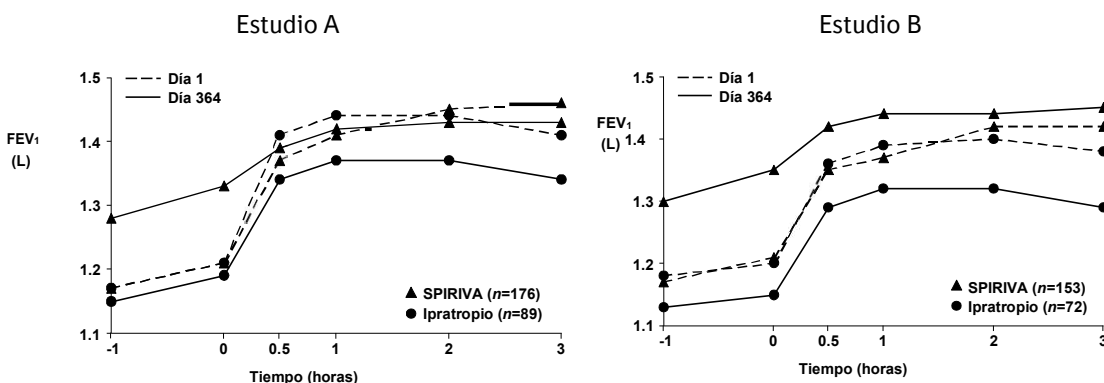 Estudio A
1.5
1.4
1.3
1.2
1.1
FEV1
(L)
Día 1
Día 364
SPIRIVA (n=176)
Ipratropio (n=89)
-1 0 0.5 1 2 3
Tiempo (horas)
Estudio B
1.5
1.4
1.3
1.2
1.1
FEV1
(L)
Día 1
Día 364
SPIRIVA (n=153)
Ipratropio (n=72)
-1 0 0.5 1 2 3
Tiempo (horas)